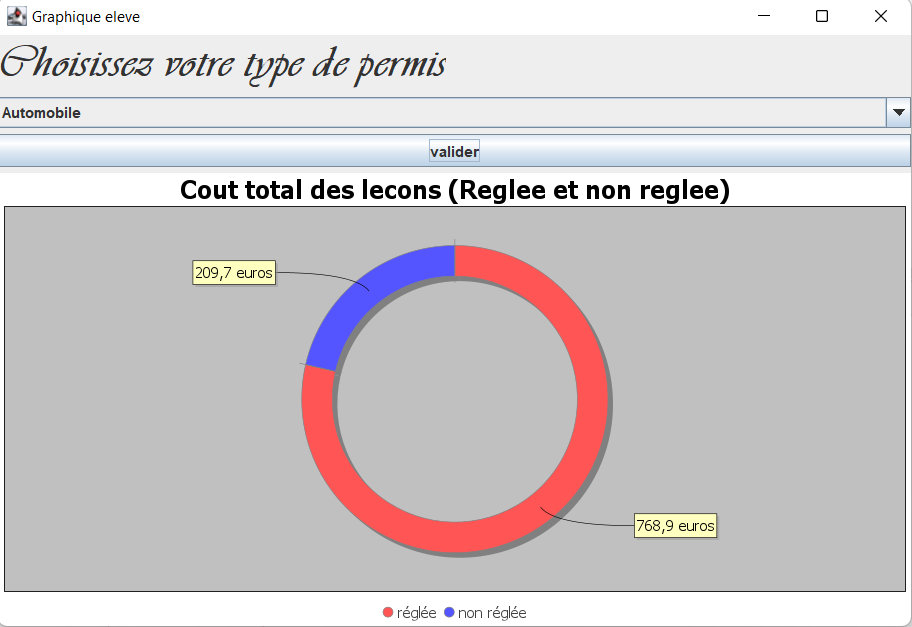 Graphique eleve
Choisissez votre type de permis
Automobile
valider
Cout total des lecons (Reglee et non reglee)
209,7 euros
768,9 euros
réglée non réglée